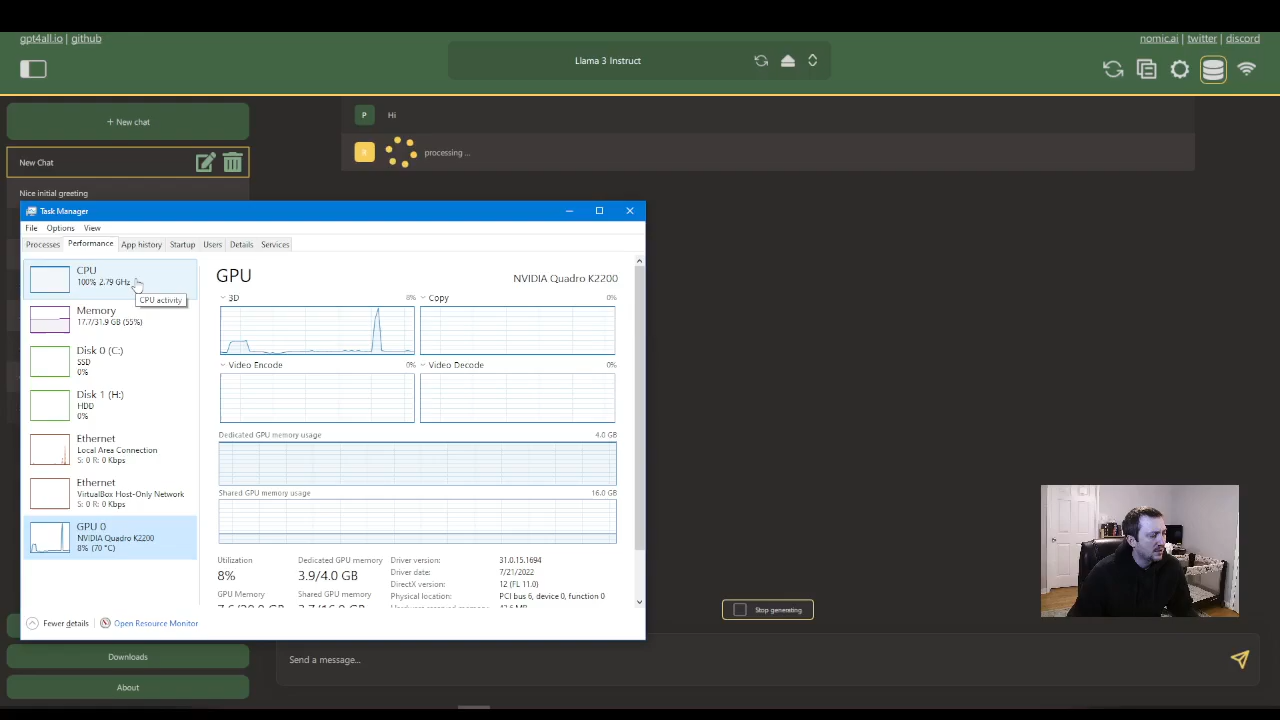 gpt4all.io | github
nomic.ai | twitter | discord
Llama 3 Instruct
+ New chat
P Hi
New Chat
processing ...
Nice initial greeting
Task Manager
File Options View
Processes Performance App history Startup Users Details Services
CPU
100% 2.79 GHz
CPU activity
Memory
17.7/31.9 GB (55%)
Disk 0 (C:)
SSD
0%
Disk 1 (H:)
HDD
0%
Ethernet
Local Area Connection
S: 0 R: 0 Kbps
Ethernet
VirtualBox Host-Only Network
S: 0 R: 0 Kbps
GPU 0
NVIDIA Quadro K2200
8% (70 °C)
GPU NVIDIA Quadro K2200
3D 8% Copy 0%
Video Encode 0% Video Decode 0%
Dedicated GPU memory usage 4.0 GB
Shared GPU memory usage 16.0 GB
Utilization
8%
Dedicated GPU memory
3.9/4.0 GB
GPU Memory
Shared GPU memory
Driver version: 31.0.15.1694
Driver date: 7/21/2022
DirectX version: 12 (FL 11.0)
Physical location: PCI bus 6, device 0, function 0
Fewer details Open Resource Monitor
Stop generating
Send a message...
Downloads
About